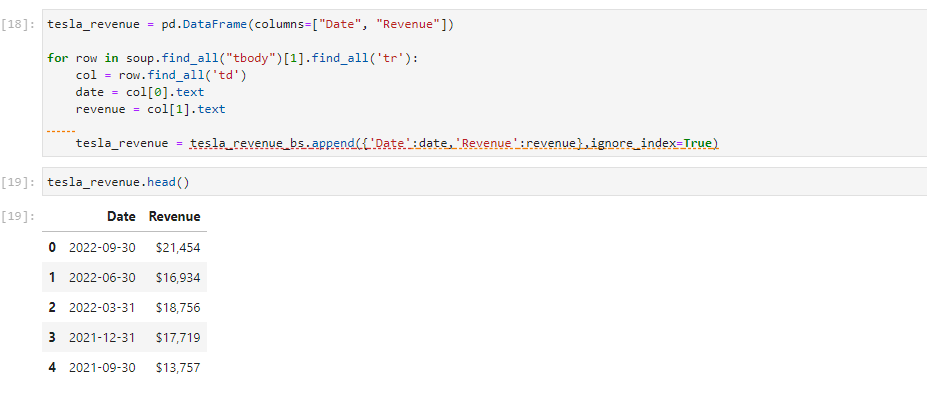 [18]: tesla_revenue = pd.DataFrame(columns=["Date", "Revenue"])
for row in soup.find_all("tbody")[1].find_all('tr'):
col = row.find_all('td')
date = col[0].text
revenue = col[1].text
tesla_revenue = tesla_revenue_bs.append({'Date':date,'Revenue':revenue},ignore_index=True)
[19]: tesla_revenue.head()
[19]: Date Revenue
0 2022-09-30 $21,454
1 2022-06-30 $16,934
2 2022-03-31 $18,756
3 2021-12-31 $17,719
4 2021-09-30 $13,757